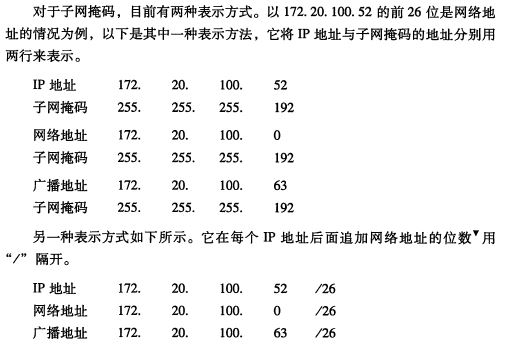 对于子网掩码，目前有两种表示方式。以 172. 20. 100. 52 的前 26 位是网络地
址的情况为例，以下是其中一种表示方法，它将 IP 地址与子网掩码的地址分别用
两行来表示。
IP 地址 172. 20. 100. 52
子网掩码 255. 255. 255. 192
网络地址 172. 20. 100. 0
子网掩码 255. 255. 255. 192
广播地址 172. 20. 100. 63
子网掩码 255. 255. 255. 192
另一种表示方式如下所示。它在每个 IP 地址后面追加网络地址的位数▼用
“/” 隔开。
IP 地址 172. 20. 100. 52 /26
网络地址 172. 20. 100. 0 /26
广播地址 172. 20. 100. 63 /26